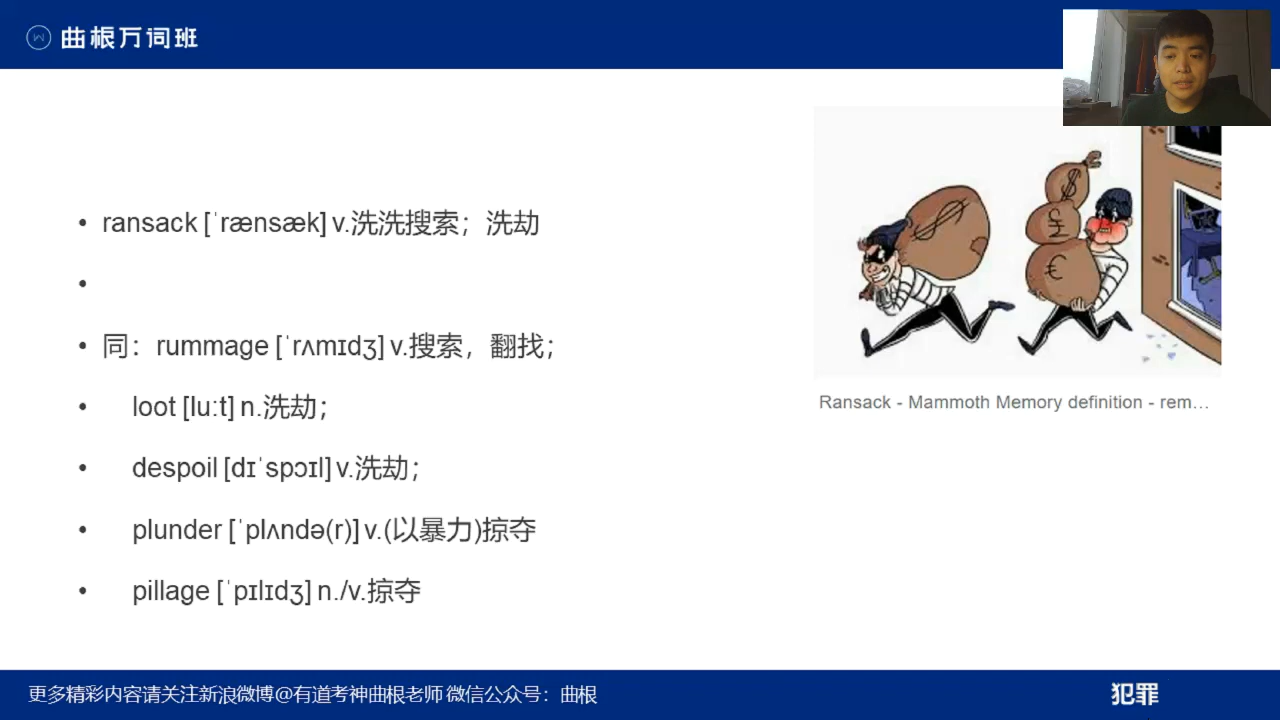 曲根万词班
• ransack [ˈrænsæk] v.洗洗搜索；洗劫
•
• 同：rummage [ˈrʌmɪdʒ] v.搜索，翻找；
• loot [luːt] n.洗劫；
• despoil [dɪˈspɔɪl] v.洗劫；
• plunder [ˈplʌndə(r)] v.(以暴力)掠夺
• pillage [ˈpɪlɪdʒ] n./v.掠夺
Ransack - Mammoth Memory definition - rem…
更多精彩内容请关注新浪微博@有道考神曲根老师 微信公众号：曲根
犯罪